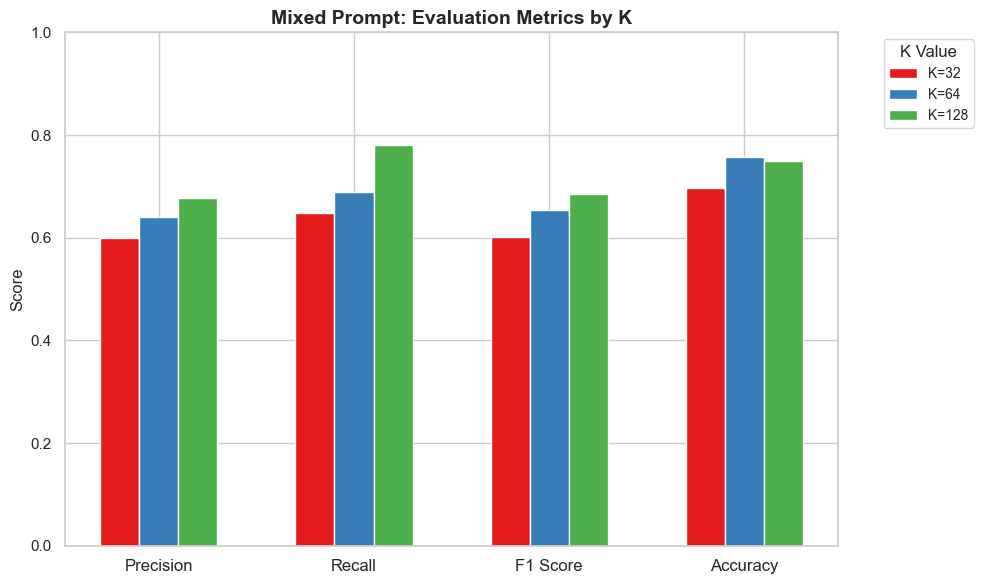 Mixed Prompt: Evaluation Metrics by K
K Value
K=32
K=64
K=128
Score
1.0
0.8
0.6
0.4
0.2
0.0
Precision
Recall
F1 Score
Accuracy